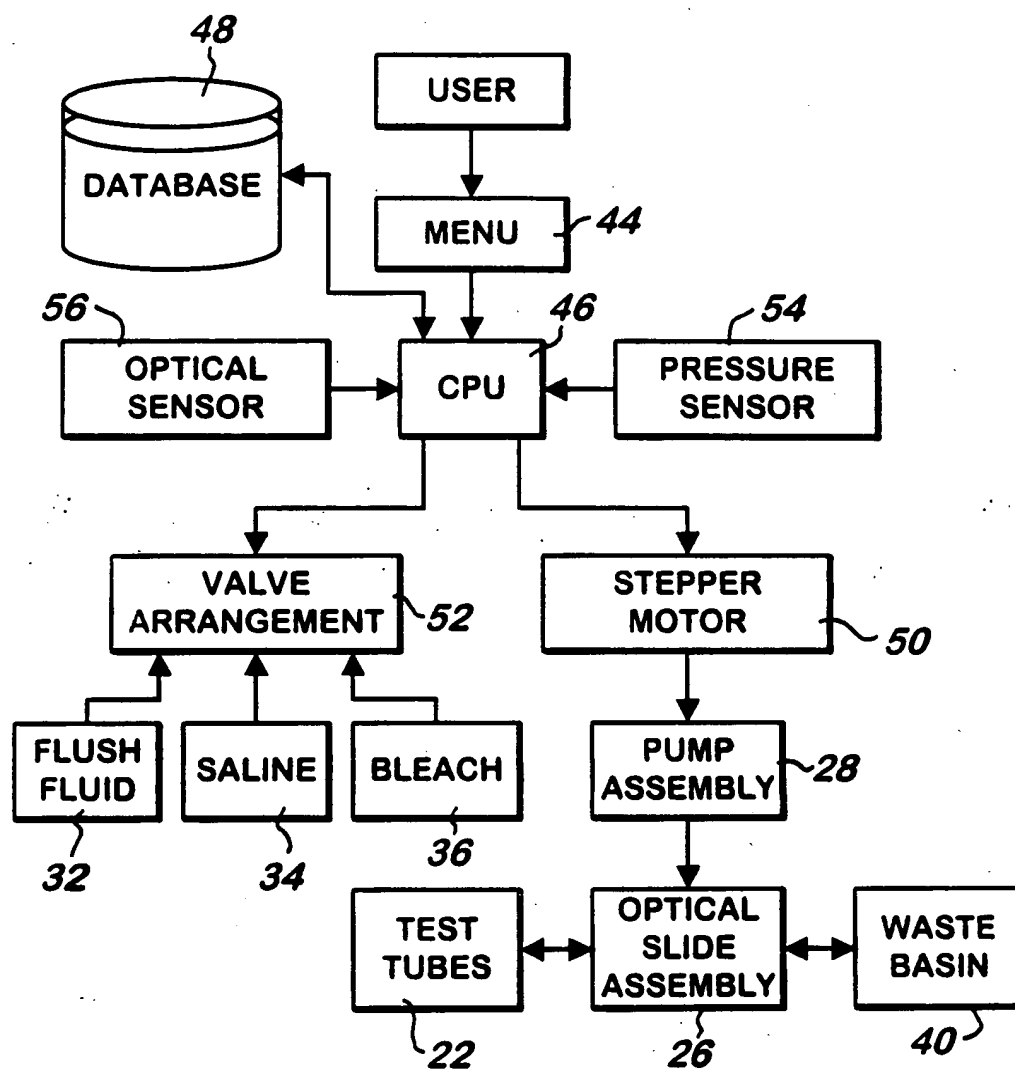 48
USER
DATABASE
MENU
44
56
46
54
OPTICAL
SENSOR
CPU
PRESSURE
SENSOR
VALVE
ARRANGEMENT
52
STEPPER
MOTOR
50
FLUSH
FLUID
SALINE
BLEACH
PUMP
ASSEMBLY
28
32
34
36
TEST
TUBES
OPTICAL
SLIDE
ASSEMBLY
WASTE
BASIN
22
26
40